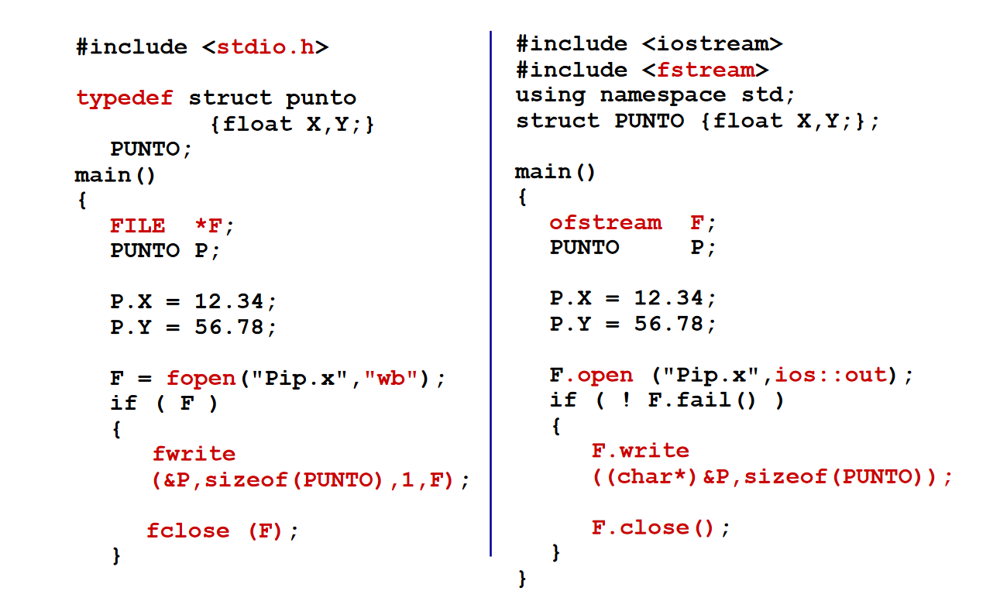 #include <stdio.h>
typedef struct punto
{float X,Y;}
PUNTO;
main()
{
FILE *F;
PUNTO P;
P.X = 12.34;
P.Y = 56.78;
F = fopen("Pip.x","wb");
if ( F )
{
fwrite
(&P,sizeof(PUNTO),1,F);
fclose (F);
}
#include <iostream>
#include <fstream>
using namespace std;
struct PUNTO {float X,Y;};
main()
{
ofstream F;
PUNTO P;
P.X = 12.34;
P.Y = 56.78;
F.open ("Pip.x",ios::out);
if ( ! F.fail() )
{
F.write
((char*)&P,sizeof(PUNTO));
F.close();
}
}